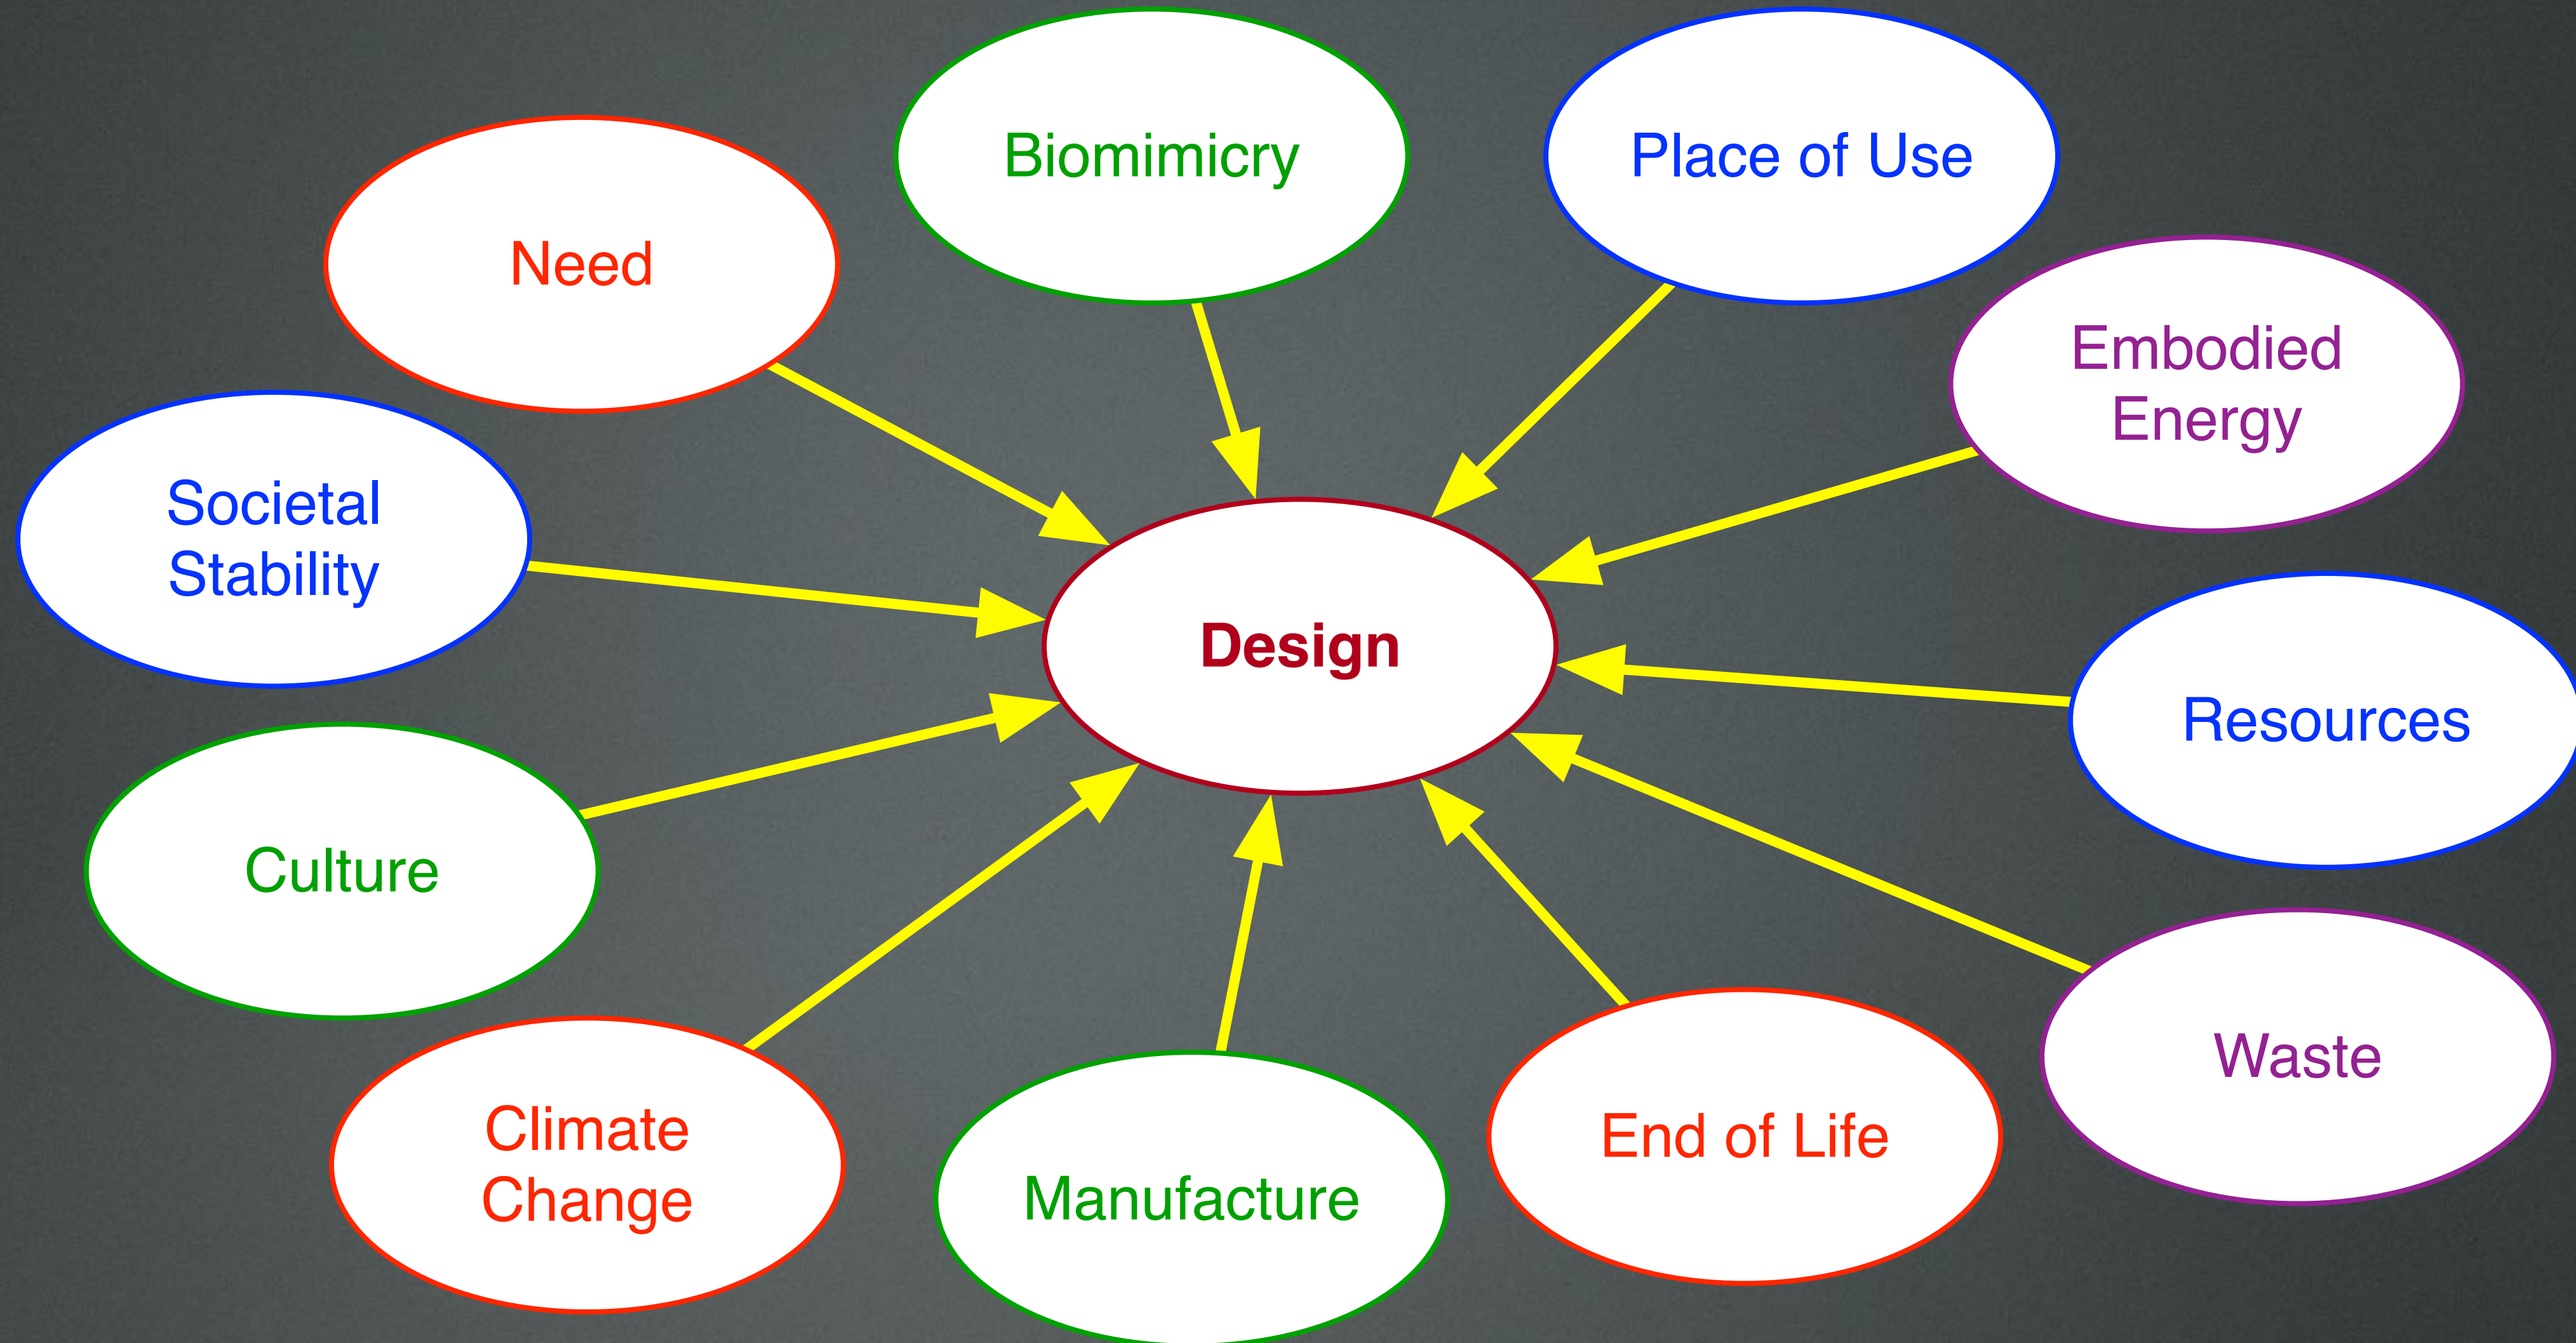 Biomimicry
Place of Use
Need
Embodied
Energy
Societal
Stability
Design
Resources
Culture
Waste
Climate
Change
End of Life
Manufacture